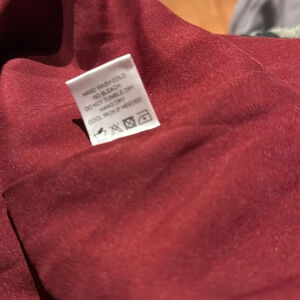 HAND WASH COLD
NO BLEACH
DO NOT TUMBLE DRY
HANG DRY
COOL IRON IF NEEDED